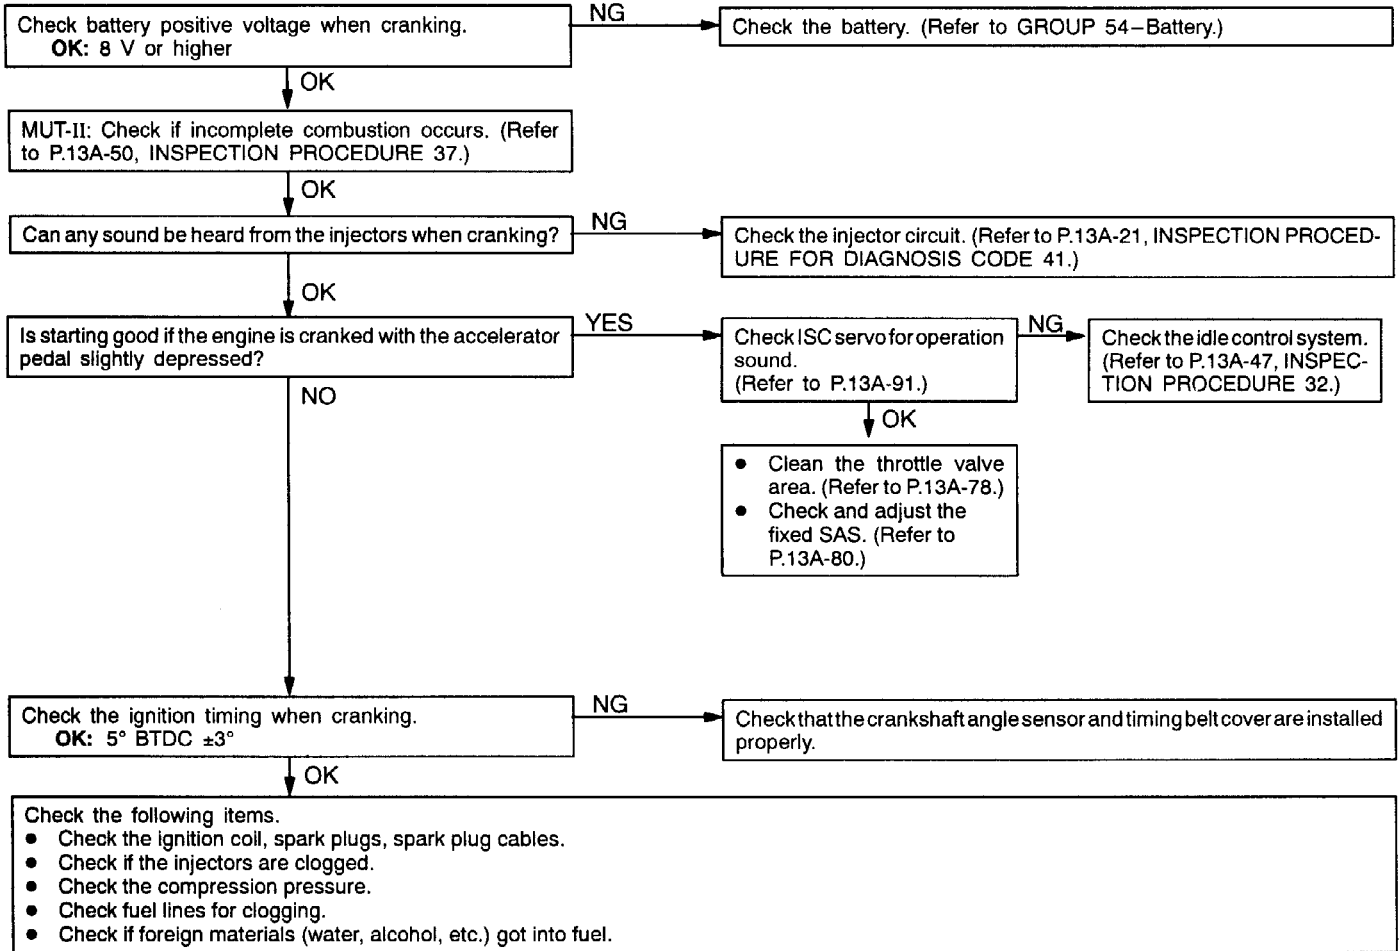 Check battery positive voltage when cranking.
OK: 8 V or higher
NG
Check the battery. (Refer to GROUP 54–Battery.)
OK
MUT-II: Check if incomplete combustion occurs. (Refer
to P.13A-50, INSPECTION PROCEDURE 37.)
OK
Can any sound be heard from the injectors when cranking?
NG
Check the injector circuit. (Refer to P.13A-21, INSPECTION PROCED-
URE FOR DIAGNOSIS CODE 41.)
OK
Is starting good if the engine is cranked with the accelerator
pedal slightly depressed?
YES
Check ISC servo for operation
sound.
(Refer to P.13A-91.)
NG
Check the idle control system.
(Refer to P.13A-47, INSPEC-
TION PROCEDURE 32.)
NO
OK
● Clean the throttle valve
area. (Refer to P.13A-78.)
● Check and adjust the
fixed SAS. (Refer to
P.13A-80.)
Check the ignition timing when cranking.
OK: 5° BTDC ±3°
NG
Check that the crankshaft angle sensor and timing belt cover are installed
properly.
OK
Check the following items.
● Check the ignition coil, spark plugs, spark plug cables.
● Check if the injectors are clogged.
● Check the compression pressure.
● Check fuel lines for clogging.
● Check if foreign materials (water, alcohol, etc.) got into fuel.